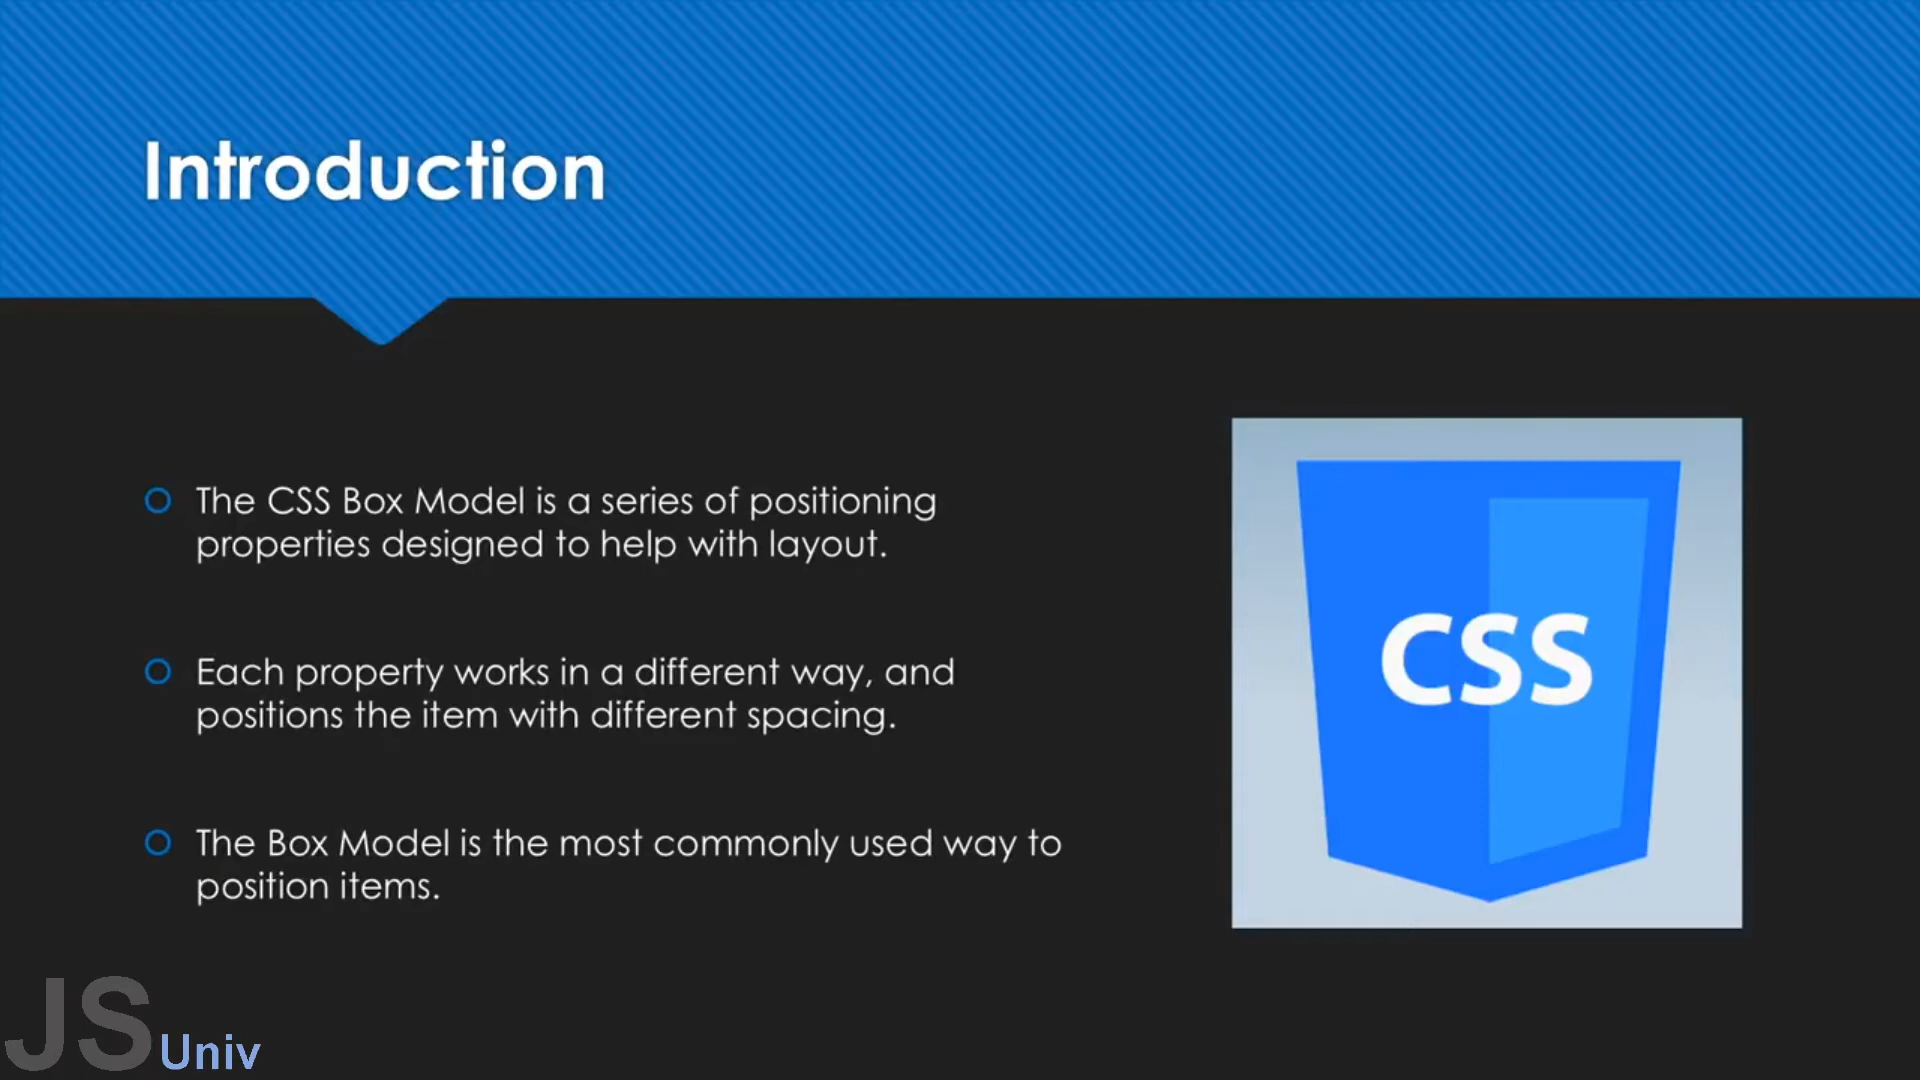 Introduction
The CSS Box Model is a series of positioning
properties designed to help with layout.
Each property works in a different way, and
positions the item with different spacing.
The Box Model is the most commonly used way to
position items.
CSS
JS Univ